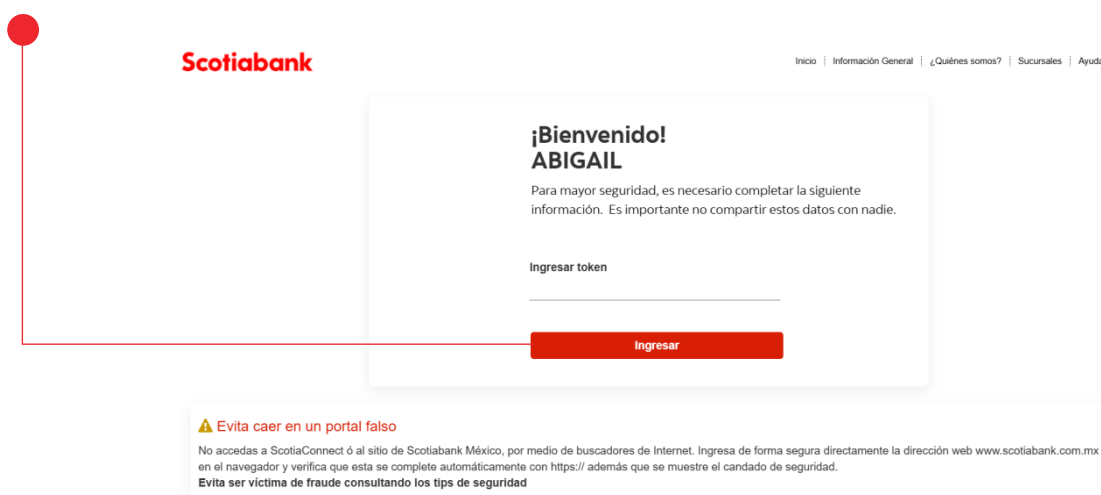 Scotiabank
Inicio | Información General | ¿Quiénes somos? | Sucursales | Ayuda
¡Bienvenido!
ABIGAIL
Para mayor seguridad, es necesario completar la siguiente
información. Es importante no compartir estos datos con nadie.
Ingresar token
Ingresar
Evita caer en un portal falso
No accedas a ScotiaConnect ó al sitio de Scotiabank México, por medio de buscadores de Internet. Ingresa de forma segura directamente la dirección web www.scotiabank.com.mx
en el navegador y verifica que esta se complete automáticamente con https:// además que se muestre el candado de seguridad.
Evita ser víctima de fraude consultando los tips de seguridad